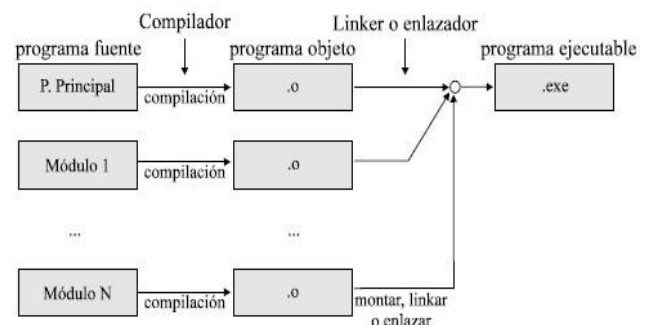 Compilador
Linker o enlazador
programa fuente
programa objeto
programa ejecutable
P. Principal
compilación
.o
.exe
Módulo 1
compilación
.o
...
...
Módulo N
compilación
.o
montar, linkar
o enlazar